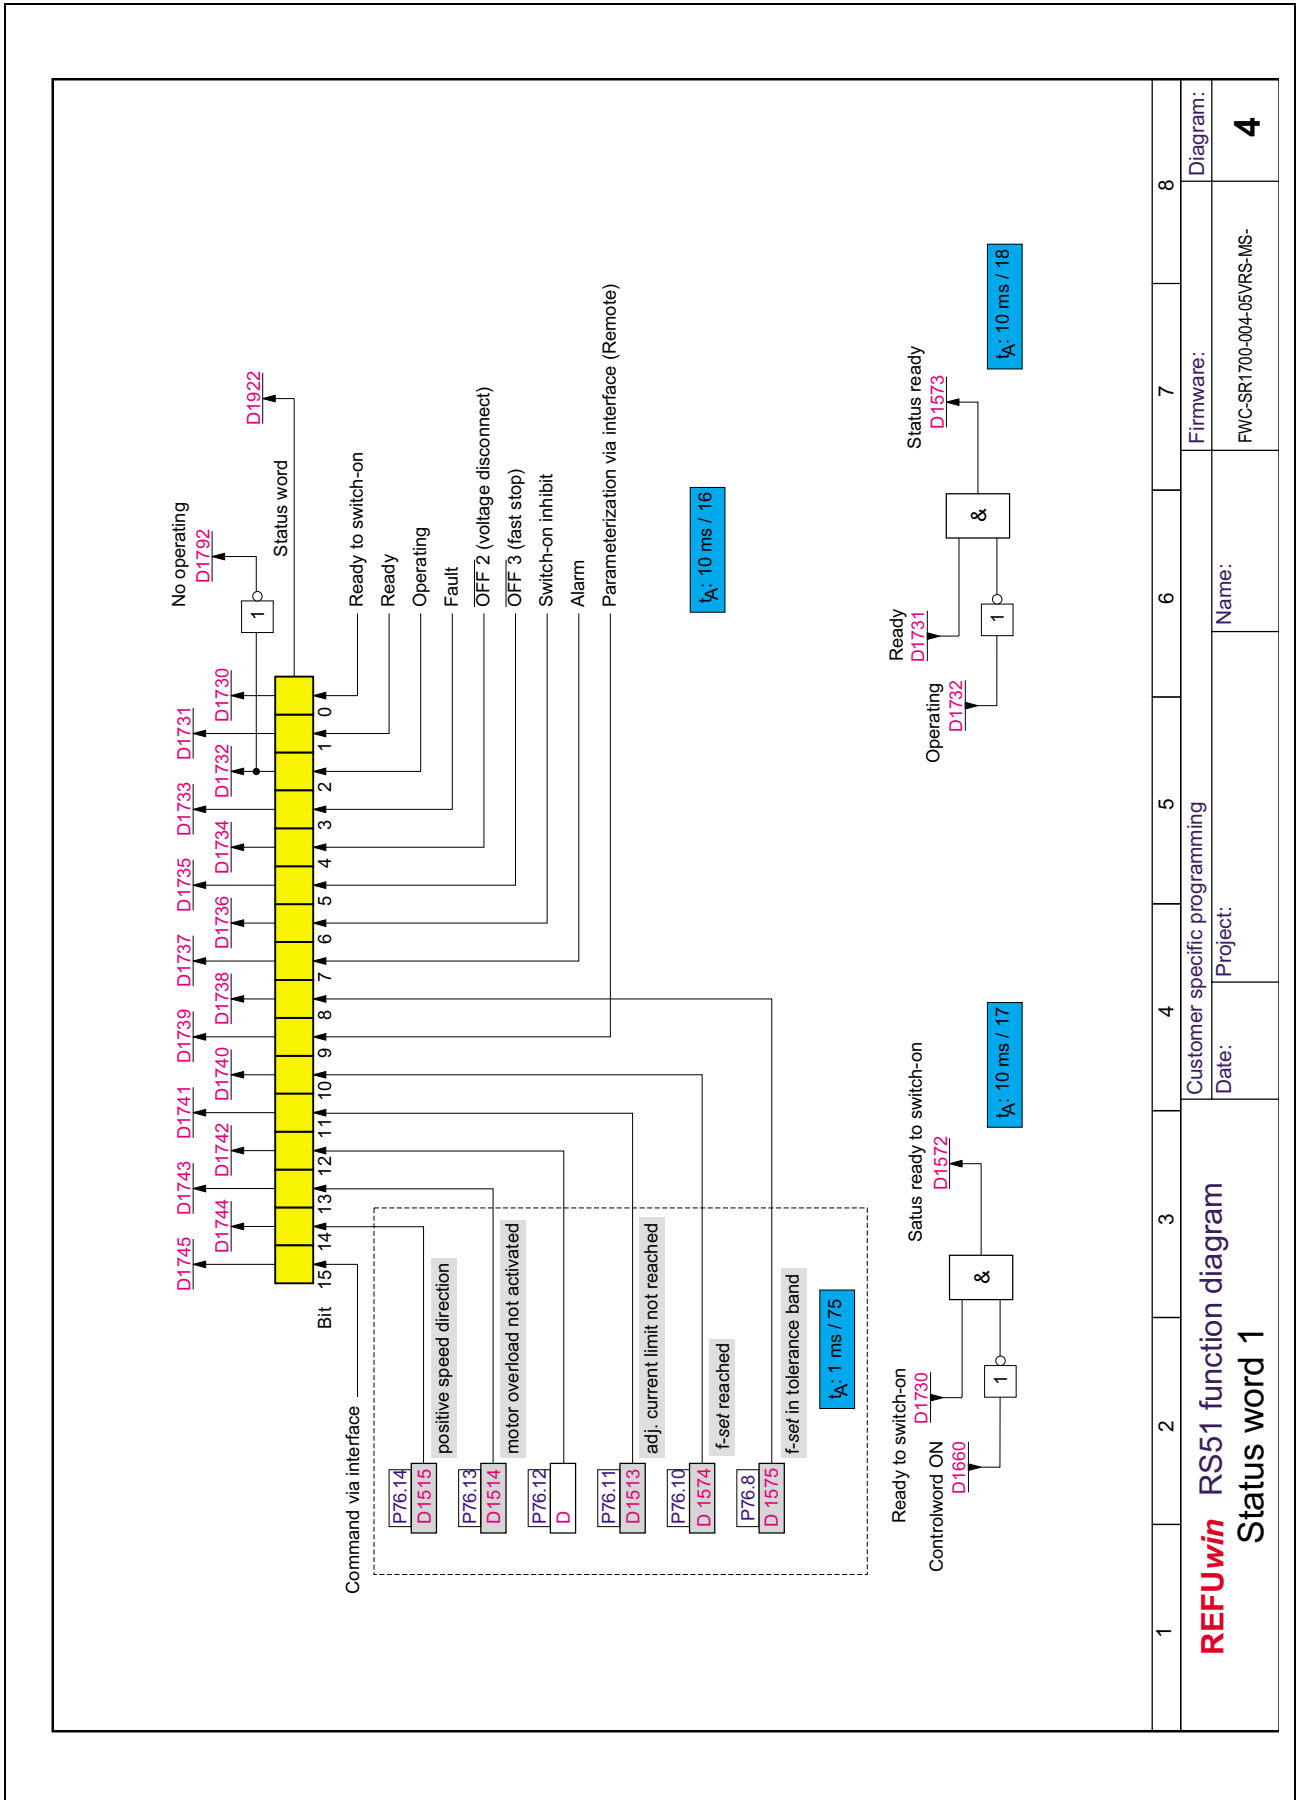 No operating
D1792
D1922
Status word
D1745
D1744
D1743
D1742
D1741
D1740
D1739
D1738
D1737
D1736
D1735
D1734
D1733
D1732
D1731
D1730
1
Bit 15 14 13 12 11 10 9 8 7 6 5 4 3 2 1 0
Command via interface
Ready to switch-on
Ready
Operating
Fault
OFF 2 (voltage disconnect)
OFF 3 (fast stop)
Switch-on inhibit
Alarm
Parameterization via interface (Remote)
P76.14
D1515
positive speed direction
P76.13
D1514
motor overload not activated
P76.12
D
P76.11
D1513
adj. current limit not reached
P76.10
D 1574
f-set reached
P76.8
D 1575
f-set in tolerance band
tA: 1 ms / 75
tA: 10 ms / 16
Ready to switch-on
D1730
Controlword ON
D1660
1
&
Satus ready to switch-on
D1572
tA: 10 ms / 17
Ready
D1731
Operating
D1732
1
&
Status ready
D1573
tA: 10 ms / 18
1 2 3 4 5 6 7 8
REFUwin RS51 function diagram
Status word 1
Customer specific programming
Date:
Project:
Name:
Firmware:
FWC-SR1700-004-05VRS-MS-
Diagram:
4